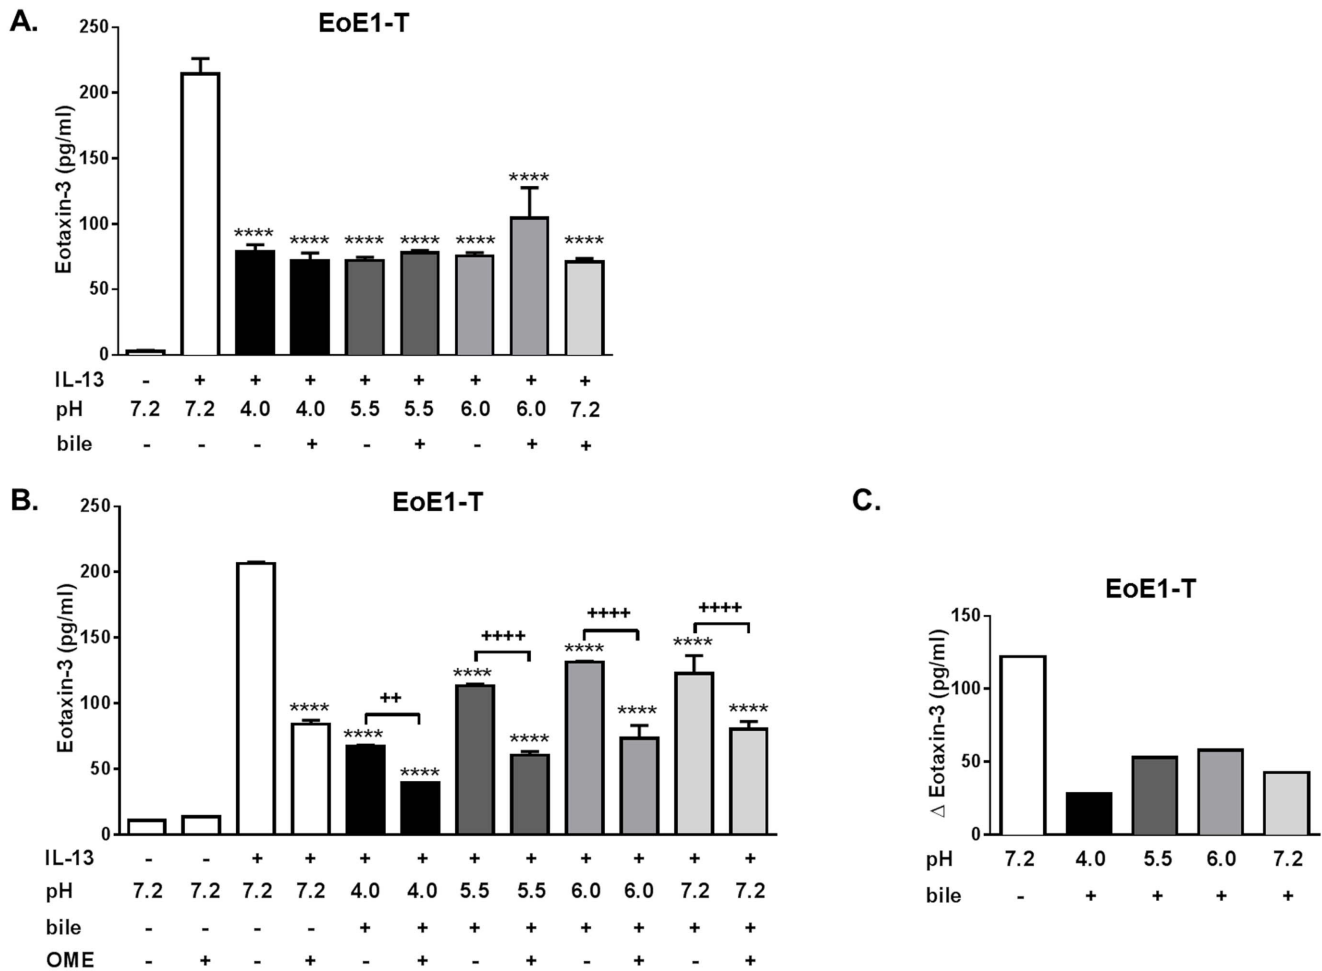 A.
EoE1-T
Eotaxin-3 (pg/ml)
250
200
150
100
50
0
**** **** **** **** **** **** ****
IL-13 - + + + + + + + +
pH 7.2 7.2 4.0 4.0 5.5 5.5 6.0 6.0 7.2
bile - - - + - + - + +
B.
EoE1-T
Eotaxin-3 (pg/ml)
250
200
150
100
50
0
++ ++++ ++++ ++++
**** **** **** **** **** **** **** **** ****
IL-13 - - + + + + + + + + + +
pH 7.2 7.2 7.2 7.2 4.0 4.0 5.5 5.5 6.0 6.0 7.2 7.2
bile - - - - + + + + + + + +
OME - + - + - + - + - + - +
C.
EoE1-T
△ Eotaxin-3 (pg/ml)
150
100
50
0
pH 7.2 4.0 5.5 6.0 7.2
bile - + + + +